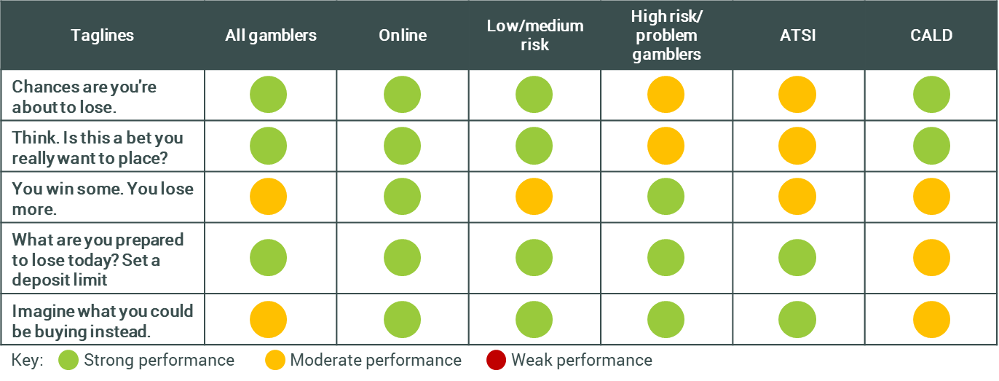 Taglines
All gamblers
Online
Low/medium
risk
High risk/
problem
gamblers
ATSI
CALD
Chances are you're
about to lose.
Think. Is this a bet you
really want to place?
You win some. You lose
more.
What are you prepared
to lose today? Set a
deposit limit
Imagine what you could
be buying instead.
Key: Strong performance Moderate performance Weak performance